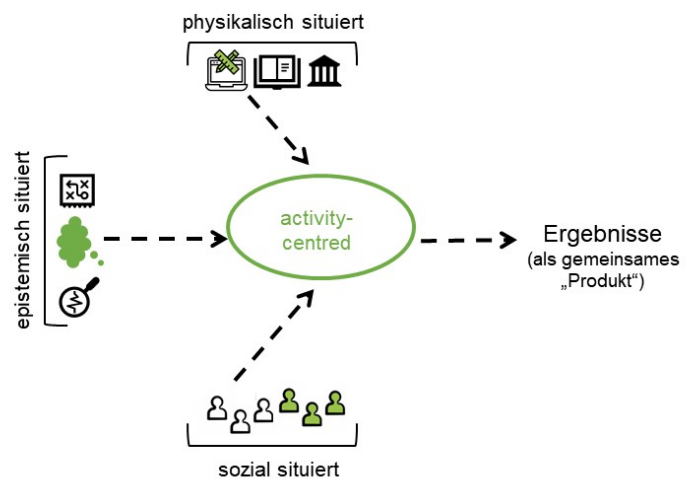 physikalisch situiert
epistemisch situiert
activity-
centred
Ergebnisse
(als gemeinsames
„Produkt“)
sozial situiert